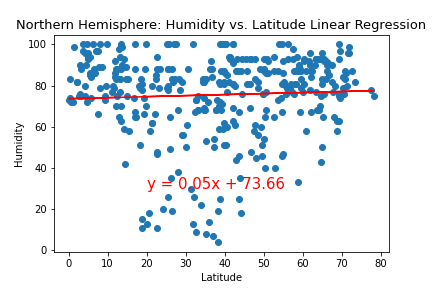 Northern Hemisphere: Humidity vs. Latitude Linear Regression
100
80
60
40
20
0
Humidity
y = 0.05x + 73.66
0 10 20 30 40 50 60 70 80
Latitude